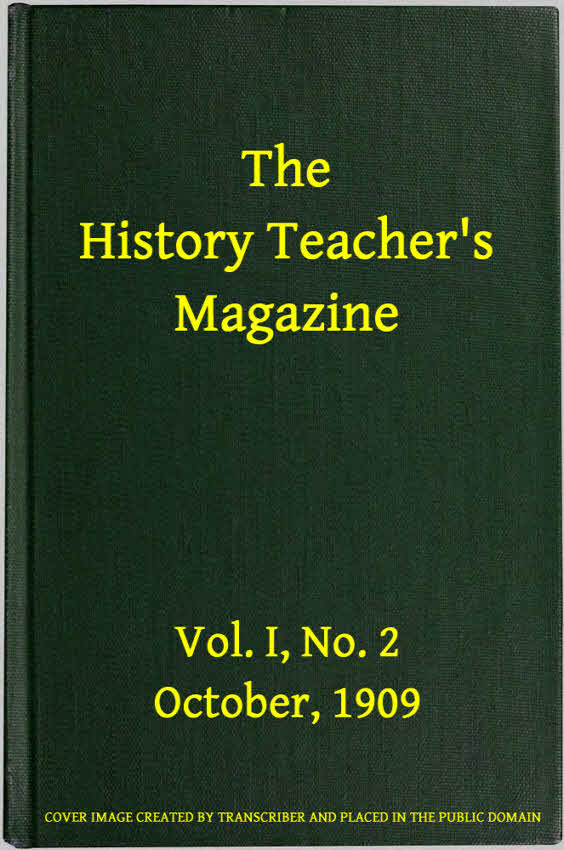 The
History Teacher's
Magazine
Vol. I, No. 2
October, 1909
COVER IMAGE CREATED BY TRANSCRIBER AND PLACED IN THE PUBLIC DOMAIN